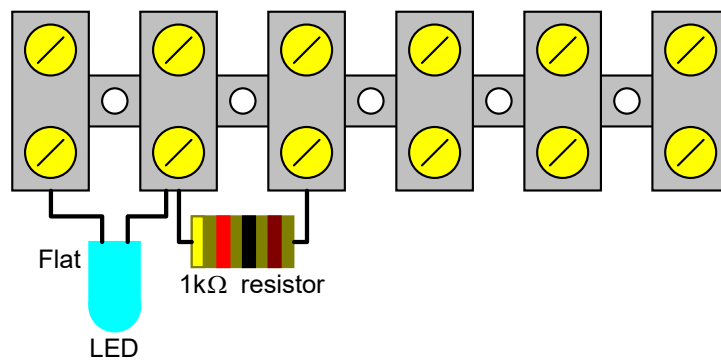 Flat
1kΩ resistor
LED